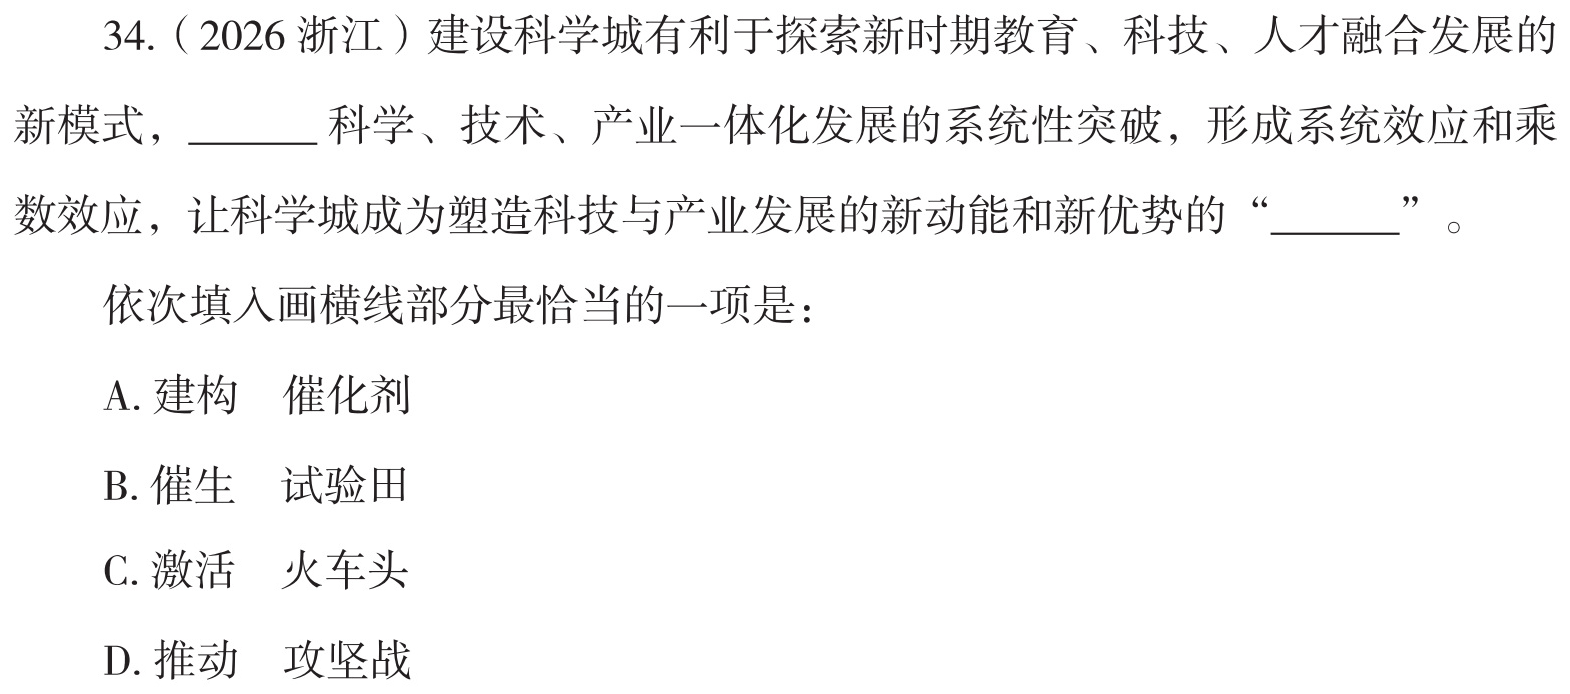 34.（2026 浙江）建设科学城有利于探索新时期教育、科技、人才融合发展的
新模式，______科学、技术、产业一体化发展的系统性突破，形成系统效应和乘
数效应，让科学城成为塑造科技与产业发展的新动能和新优势的“______”。
依次填入画横线部分最恰当的一项是：
A. 建构　催化剂
B. 催生　试验田
C. 激活　火车头
D. 推动　攻坚战